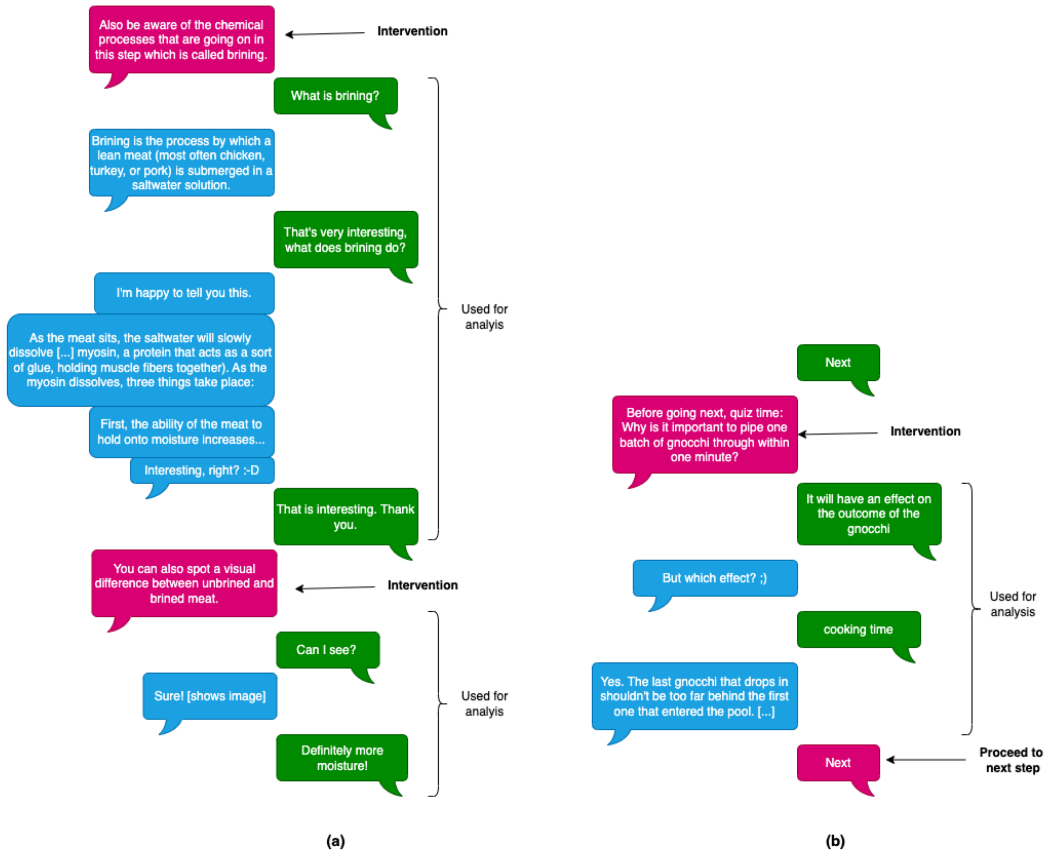 Also be aware of the chemical
processes that are going on in
this step which is called brining.
Intervention
What is brining?
Brining is the process by which a
lean meat (most often chicken,
turkey, or pork) is submerged in a
saltwater solution.
That's very interesting,
what does brining do?
I'm happy to tell you this.
As the meat sits, the saltwater will slowly
dissolve [...] myosin, a protein that acts as a sort
of glue, holding muscle fibers together). As the
myosin dissolves, three things take place:
First, the ability of the meat to
hold onto moisture increases...
Interesting, right? :-D
That is interesting. Thank
you.
Used for
analyis
You can also spot a visual
difference between unbrined and
brined meat.
Intervention
Can I see?
Sure! [shows image]
Definitely more
moisture!
Used for
analyis
(a)
Next
Before going next, quiz time:
Why is it important to pipe one
batch of gnocchi through within
one minute?
Intervention
It will have an effect on
the outcome of the
gnocchi
But which effect? ;)
cooking time
Yes. The last gnocchi that drops in
shouldn't be too far behind the first
one that entered the pool. [...]
Used for
analysis
Next
Proceed to
next step
(b)